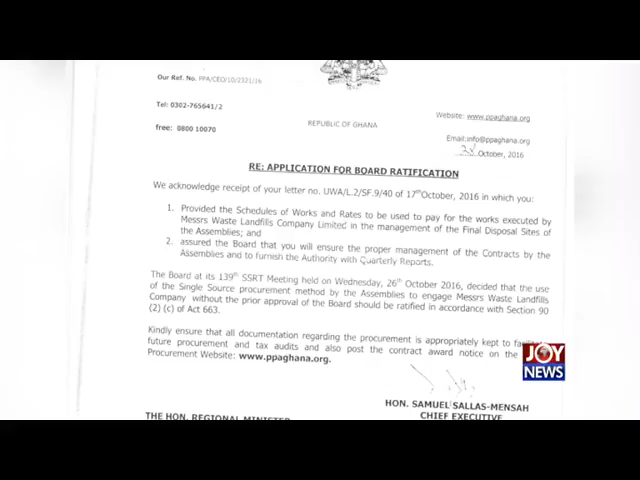 Our Ref. No. PPA/CEO/10/2321/16
Tel: 0302-765641/2
free: 0800 10070
REPUBLIC OF GHANA
Website: www.ppaghana.org
Email:info@ppaghana.org
28 October, 2016
RE: APPLICATION FOR BOARD RATIFICATION
We acknowledge receipt of your letter no. UWA/L.2/SF.9/40 of 17thOctober, 2016 in which you:
1. Provided the Schedules of Works and Rates to be used to pay for the works executed by
Messrs Waste Landfills Company Limited in the management of the Final Disposal Sites of
the Assemblies; and
2. assured the Board that you will ensure the proper management of the Contracts by the
Assemblies and to furnish the Authority with Quarterly Reports.
The Board at its 139th SSRT Meeting held on Wednesday, 26th October 2016, decided that the use
of the Single Source procurement method by the Assemblies to engage Messrs Waste Landfills
Company without the prior approval of the Board should be ratified in accordance with Section 90
(2) (c) of Act 663.
Kindly ensure that all documentation regarding the procurement is appropriately kept to
future procurement and tax audits and also post the contract award notice on the
Procurement Website: www.ppaghana.org.
JOY
NEWS
HON. SAMUEL SALLAS-MENSAH
CHIEF EXECUTIVE
THE HON. REGIONAL MINISTER